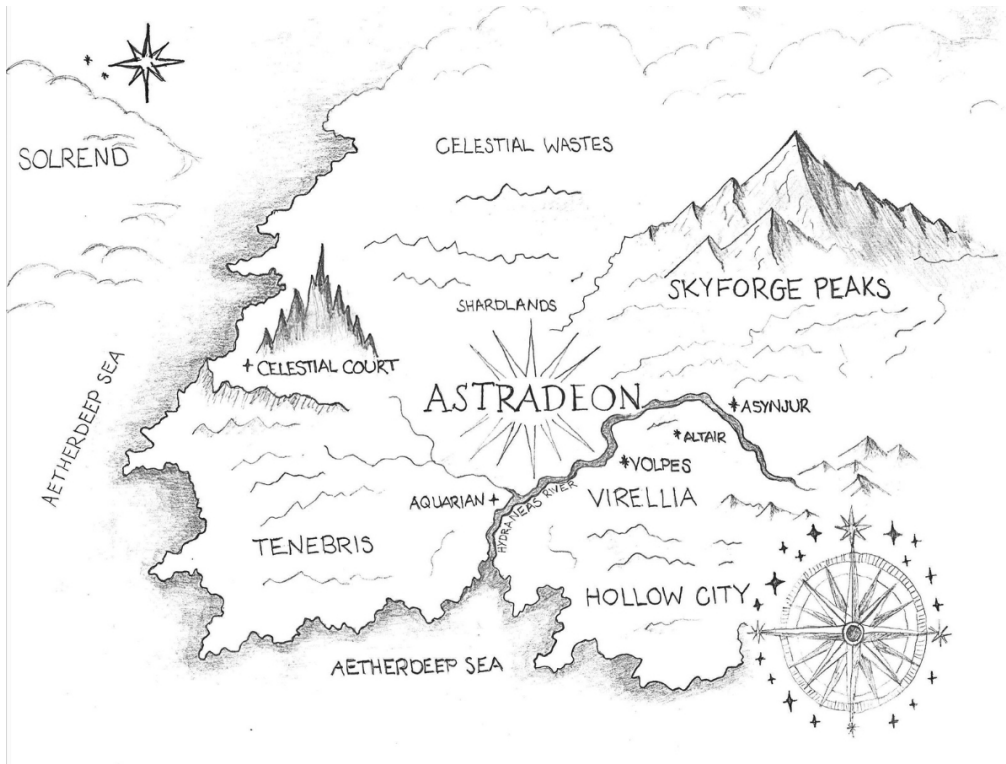 CELESTIAL WASTES
SOLREND
SKYFORGE PEAKS
SHARDLANDS
CELESTIAL COURT
ASTRADEON
AETHERDEEP SEA
ASYNJUR
ALTAIR
VOLPES
AQUARIAN
VIRELLIA
HYDRANEAS RIVER
TENEBRIS
HOLLOW CITY
AETHERDEEP SEA